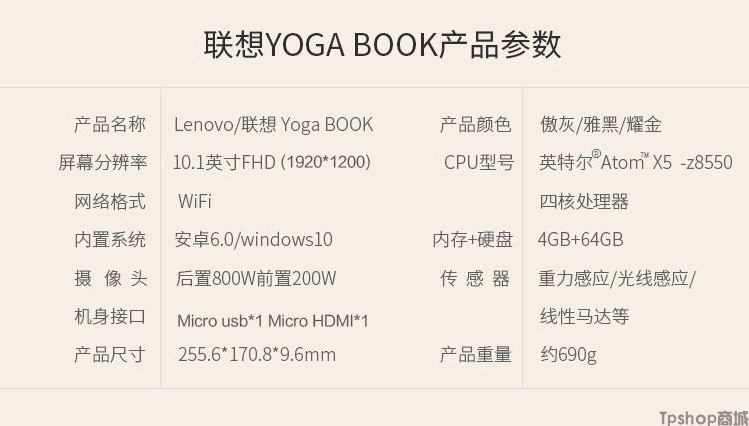 联想YOGA BOOK产品参数
产品名称 Lenovo/联想 Yoga BOOK 产品颜色 傲灰/雅黑/耀金
屏幕分辨率 10.1英寸FHD (1920*1200) CPU型号 英特尔®Atom™ X5 -z8550
网络格式 WiFi 四核处理器
内置系统 安卓6.0/windows10 内存+硬盘 4GB+64GB
摄 像 头 后置800W前置200W 传 感 器 重力感应/光线感应/
机身接口 Micro usb*1 Micro HDMI*1 线性马达等
产品尺寸 255.6*170.8*9.6mm 产品重量 约690g
Tpshop商城